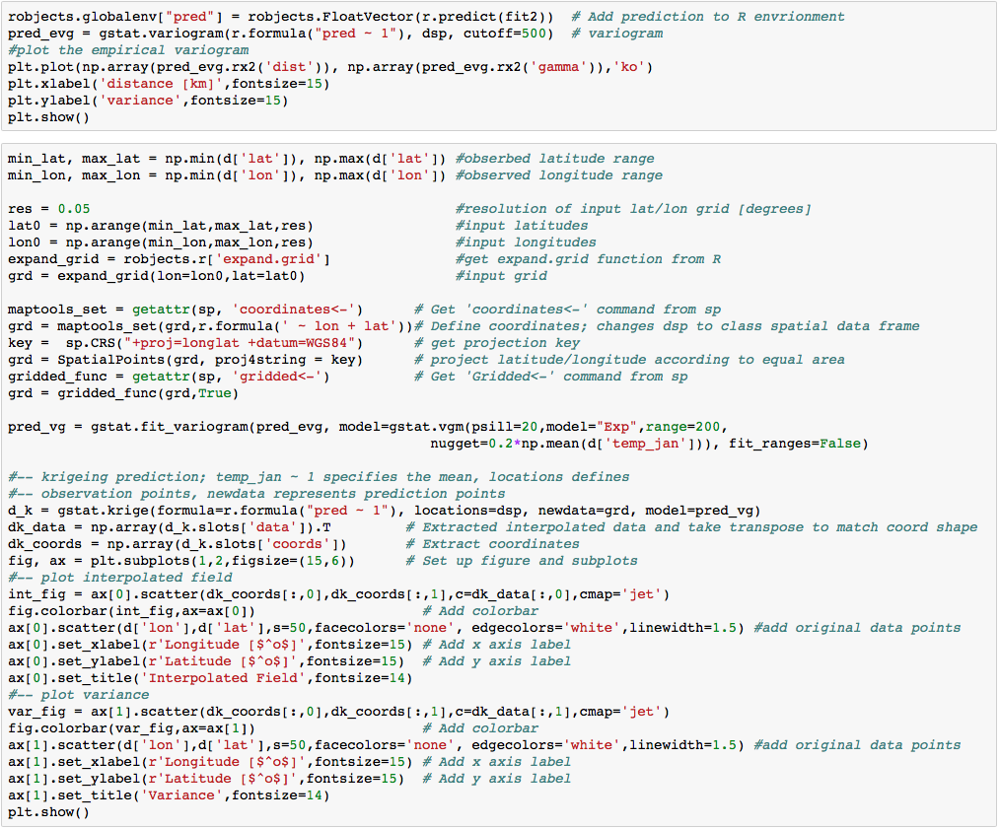 robjects.globalenv["pred"] = robjects.FloatVector(r.predict(fit2))  # Add prediction to R envrionment
pred_evg = gstat.variogram(r.formula("pred ~ 1"), dsp, cutoff=500)  # variogram
#plot the empirical variogram
plt.plot(np.array(pred_evg.rx2('dist')), np.array(pred_evg.rx2('gamma')),'ko')
plt.xlabel('distance [km]',fontsize=15)
plt.ylabel('variance',fontsize=15)
plt.show()
min_lat, max_lat = np.min(d['lat']), np.max(d['lat']) #obserbed latitude range
min_lon, max_lon = np.min(d['lon']), np.max(d['lon']) #observed longitude range
res = 0.05                                            #resolution of input lat/lon grid [degrees]
lat0 = np.arange(min_lat,max_lat,res)                 #input latitudes
lon0 = np.arange(min_lon,max_lon,res)                 #input longitudes
expand_grid = robjects.r['expand.grid']               #get expand.grid function from R
grd = expand_grid(lon=lon0,lat=lat0)                  #input grid
maptools_set = getattr(sp, 'coordinates<-')      # Get 'coordinates<-' command from sp
grd = maptools_set(grd,r.formula(' ~ lon + lat'))# Define coordinates; changes dsp to class spatial data frame
key =  sp.CRS("+proj=longlat +datum=WGS84")      # get projection key
grd = SpatialPoints(grd, proj4string = key)      # project latitude/longitude according to equal area
gridded_func = getattr(sp, 'gridded<-')          # Get 'Gridded<-' command from sp
grd = gridded_func(grd,True)
pred_vg = gstat.fit_variogram(pred_evg, model=gstat.vgm(psill=20,model="Exp",range=200,
nugget=0.2*np.mean(d['temp_jan'])), fit_ranges=False)
#-- krigeing prediction; temp_jan ~ 1 specifies the mean, locations defines
#-- observation points, newdata represents prediction points
d_k = gstat.krige(formula=r.formula("pred ~ 1"), locations=dsp, newdata=grd, model=pred_vg)
dk_data = np.array(d_k.slots['data']).T         # Extracted interpolated data and take transpose to match coord shape
dk_coords = np.array(d_k.slots['coords'])       # Extract coordinates
fig, ax = plt.subplots(1,2,figsize=(15,6))      # Set up figure and subplots
#-- plot interpolated field
int_fig = ax[0].scatter(dk_coords[:,0],dk_coords[:,1],c=dk_data[:,0],cmap='jet')
fig.colorbar(int_fig,ax=ax[0])                    # Add colorbar
ax[0].scatter(d['lon'],d['lat'],s=50,facecolors='none', edgecolors='white',linewidth=1.5) #add original data points
ax[0].set_xlabel(r'Longitude [$^o$]',fontsize=15) # Add x axis label
ax[0].set_ylabel(r'Latitude [$^o$]',fontsize=15)  # Add y axis label
ax[0].set_title('Interpolated Field',fontsize=14)
#-- plot variance
var_fig = ax[1].scatter(dk_coords[:,0],dk_coords[:,1],c=dk_data[:,1],cmap='jet')
fig.colorbar(var_fig,ax=ax[1])                    # Add colorbar
ax[1].scatter(d['lon'],d['lat'],s=50,facecolors='none', edgecolors='white',linewidth=1.5) #add original data points
ax[1].set_xlabel(r'Longitude [$^o$]',fontsize=15) # Add x axis label
ax[1].set_ylabel(r'Latitude [$^o$]',fontsize=15)  # Add y axis label
ax[1].set_title('Variance',fontsize=14)
plt.show()